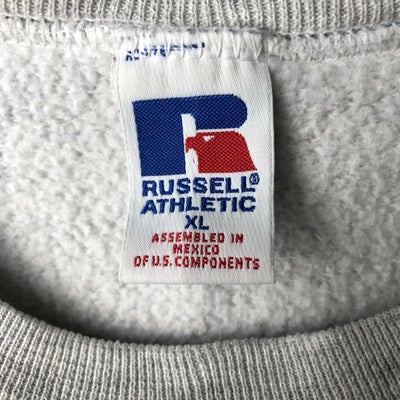 R
RUSSELL®
ATHLETIC
XL
ASSEMBLED IN
MEXICO
OF U.S. COMPONENTS